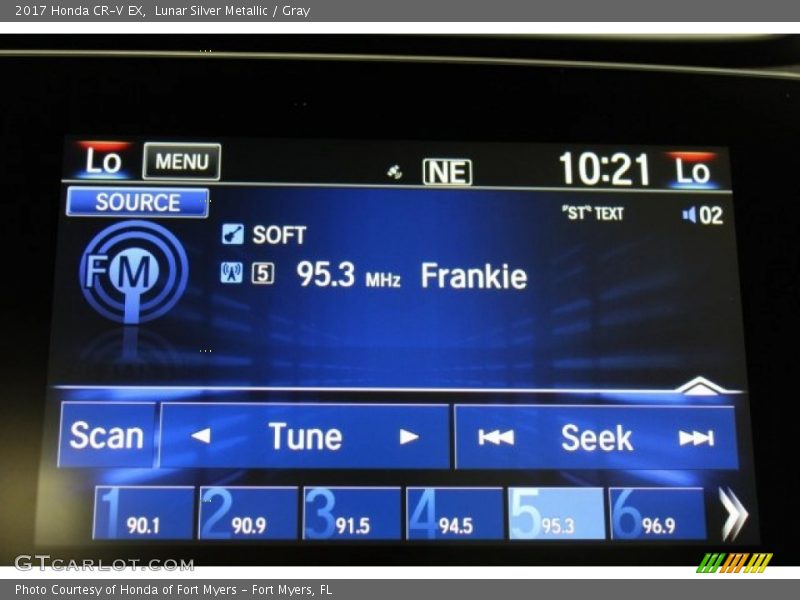 2017 Honda CR-V EX, Lunar Silver Metallic / Gray
Lo MENU NE 10:21 Lo
SOURCE "ST" TEXT 02
SOFT
FM 5 95.3 MHz Frankie
Scan Tune Seek
1 90.1 2 90.9 3 91.5 4 94.5 5 95.3 6 96.9
GTCARLOT.COM
Photo Courtesy of Honda of Fort Myers - Fort Myers, FL